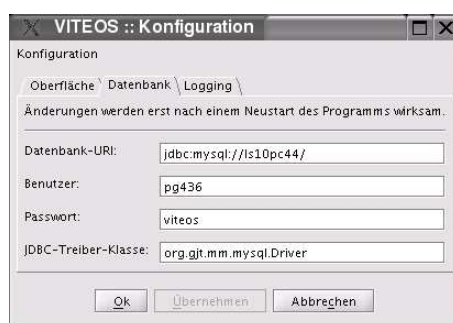 VITEOS :: Konfiguration
Konfiguration
Oberfläche Datenbank Logging
Änderungen werden erst nach einem Neustart des Programms wirksam.
Datenbank-URI: jdbc:mysql://ls10pc44/
Benutzer: pg436
Passwort: viteos
JDBC-Treiber-Klasse: org.gjt.mm.mysql.Driver
Ok Übernehmen Abbrechen